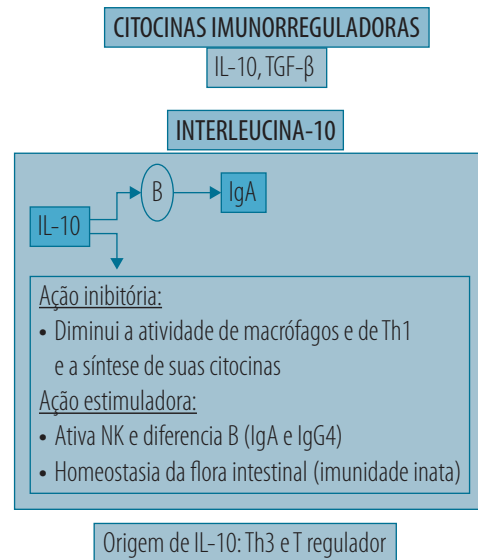 CITOCINAS IMUNORREGULADORAS
IL-10, TGF-β
INTERLEUCINA-10
B
IgA
IL-10
Ação inibitória:
• Diminui a atividade de macrófagos e de Th1
e a síntese de suas citocinas
Ação estimuladora:
• Ativa NK e diferencia B (IgA e IgG4)
• Homeostasia da flora intestinal (imunidade inata)
Origem de IL-10: Th3 e T regulador